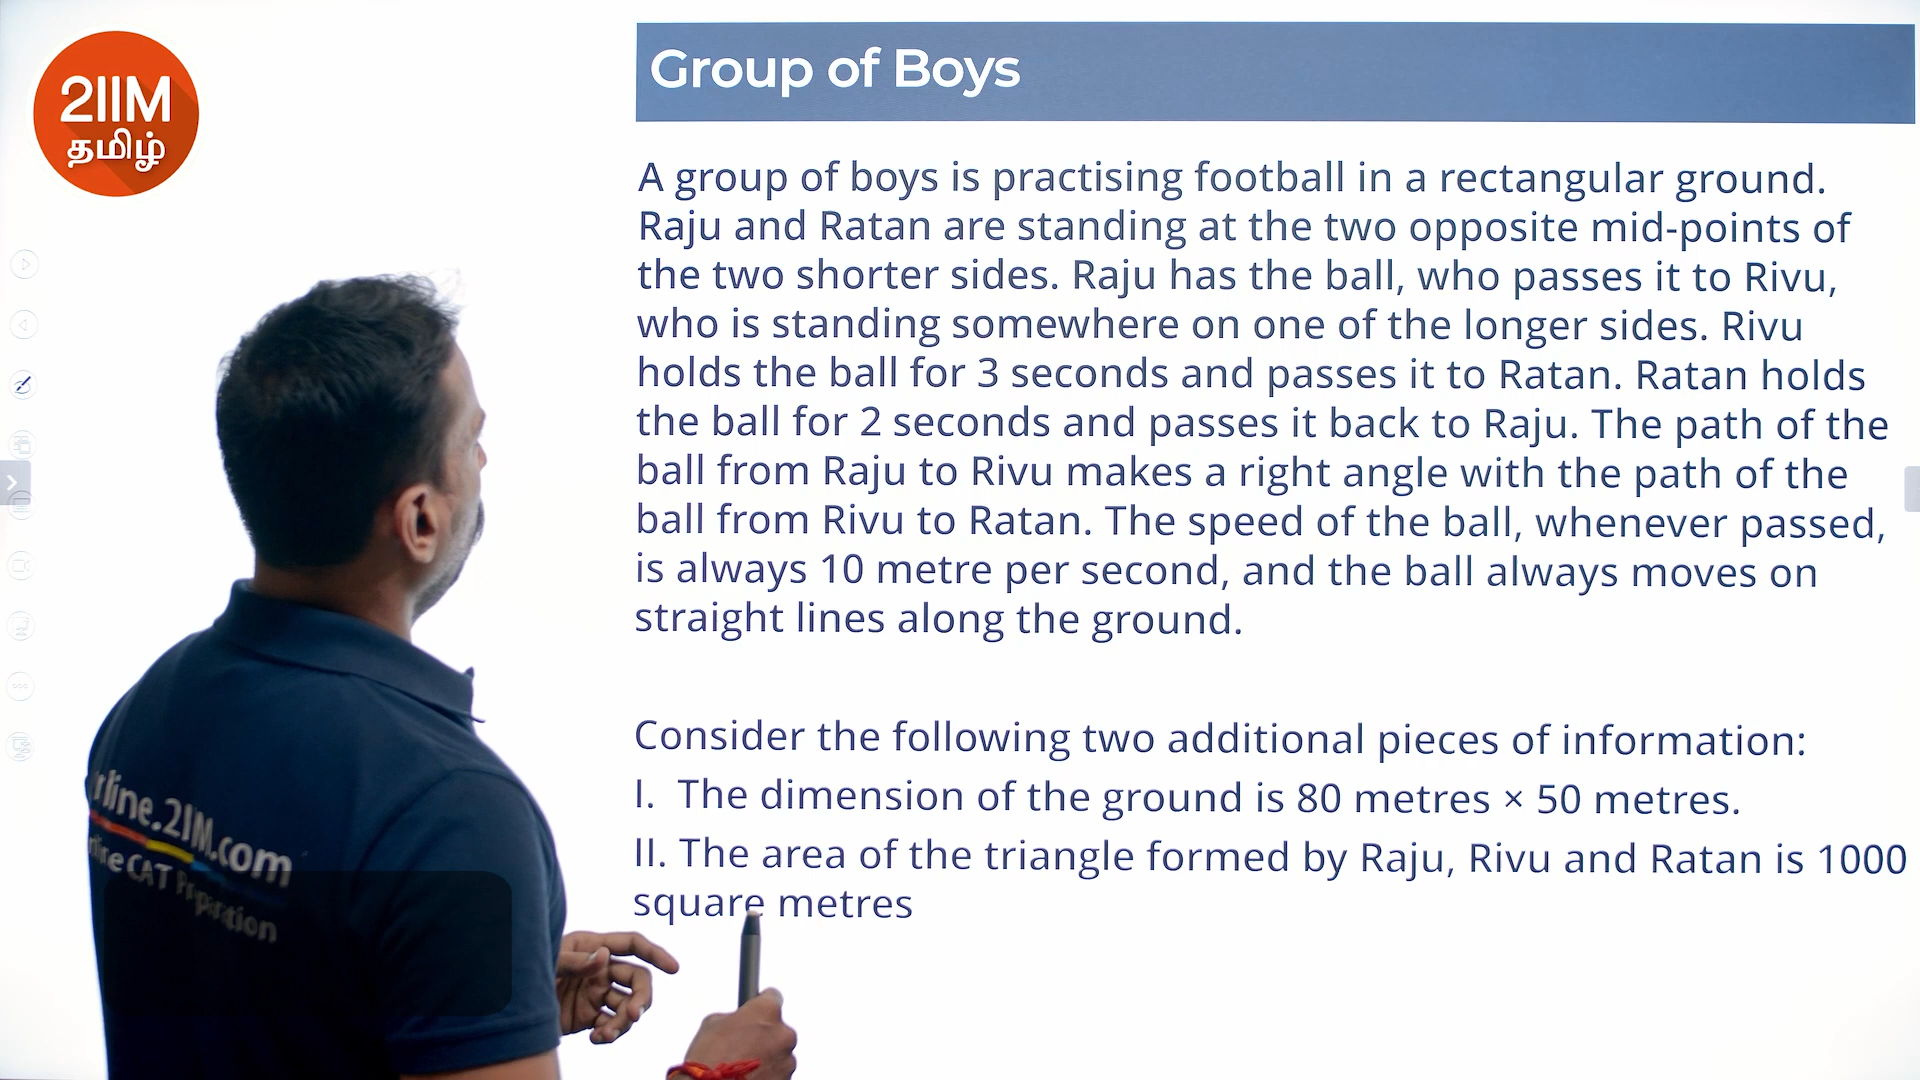 2IIM
தமிழ்
Group of Boys
A group of boys is practising football in a rectangular ground.
Raju and Ratan are standing at the two opposite mid-points of
the two shorter sides. Raju has the ball, who passes it to Rivu,
who is standing somewhere on one of the longer sides. Rivu
holds the ball for 3 seconds and passes it to Ratan. Ratan holds
the ball for 2 seconds and passes it back to Raju. The path of the
ball from Raju to Rivu makes a right angle with the path of the
ball from Rivu to Ratan. The speed of the ball, whenever passed,
is always 10 metre per second, and the ball always moves on
straight lines along the ground.
Consider the following two additional pieces of information:
I. The dimension of the ground is 80 metres × 50 metres.
II. The area of the triangle formed by Raju, Rivu and Ratan is 1000
square metres
line.2IIM.com
CAT Preparation